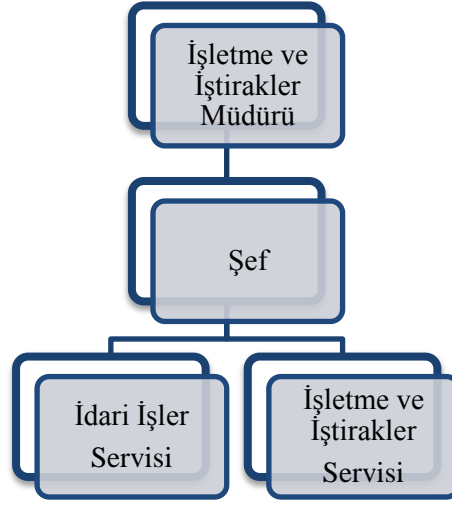 İşletme ve
İştirakler
Müdürü
Şef
İdari İşler
Servisi
İşletme ve
İştirakler
Servisi